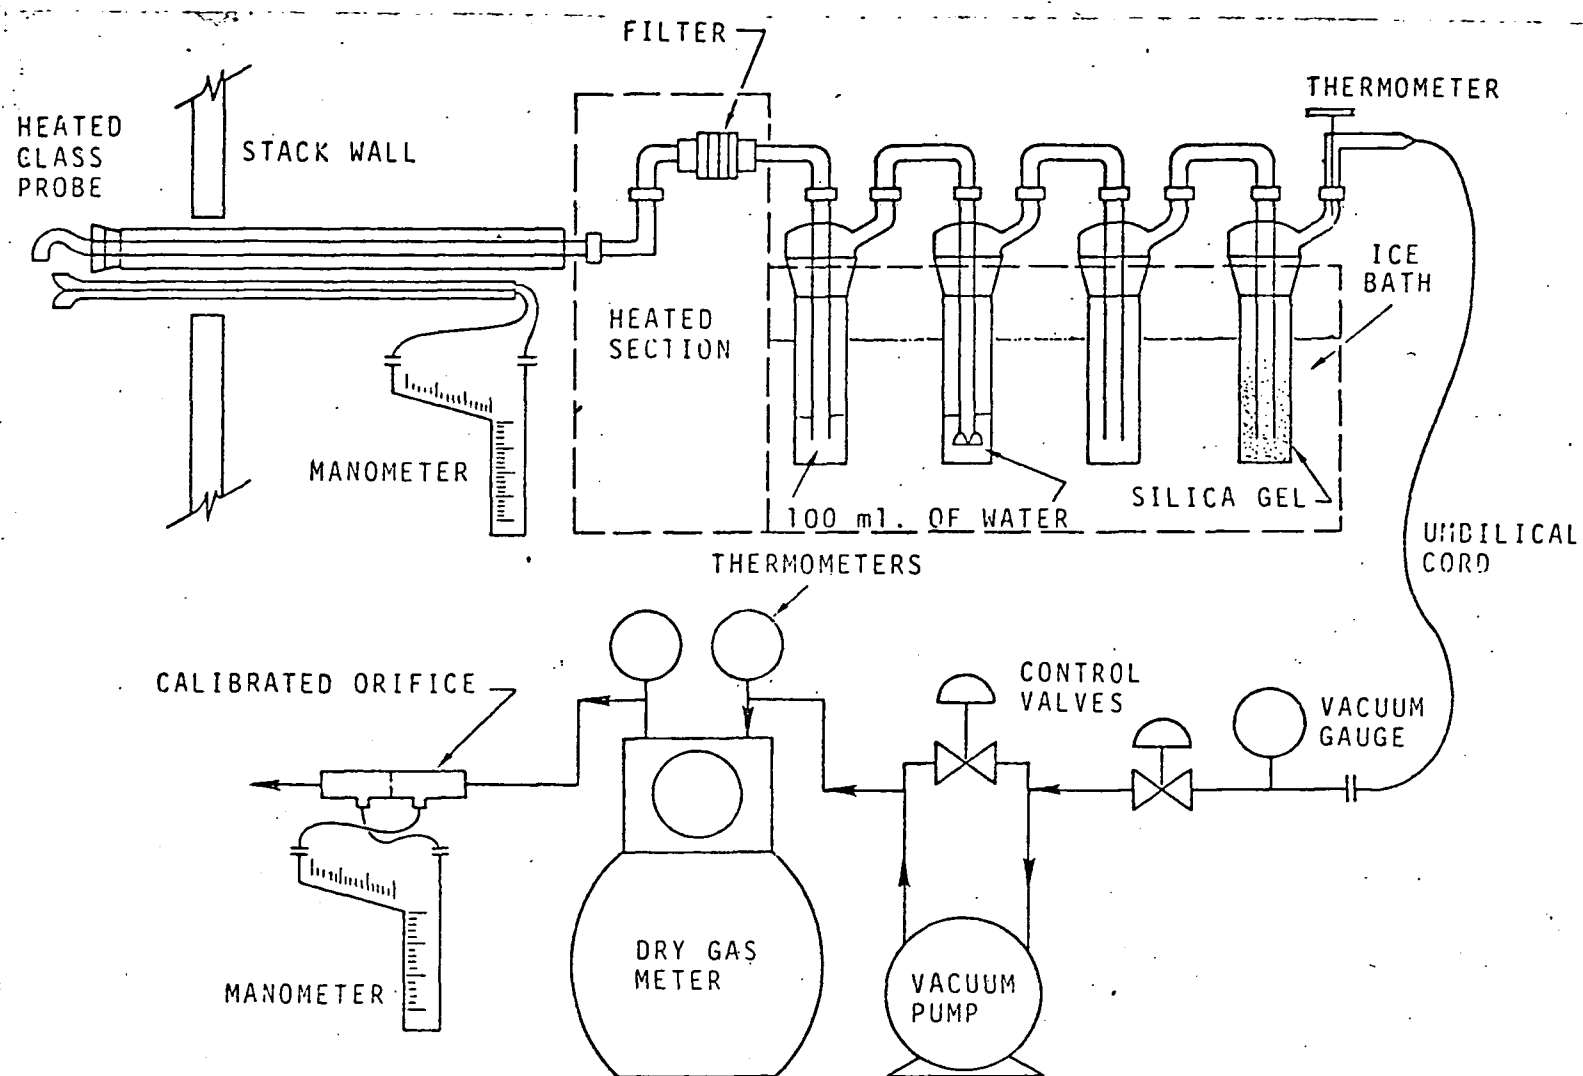 FILTER
THERMOMETER
HEATED
GLASS
PROBE
STACK WALL
ICE
BATH
HEATED
SECTION
MANOMETER
SILICA GEL
100 ml. OF WATER
UMBILICAL
CORD
THERMOMETERS
CALIBRATED ORIFICE
CONTROL
VALVES
VACUUM
GAUGE
DRY GAS
METER
VACUUM
PUMP
MANOMETER